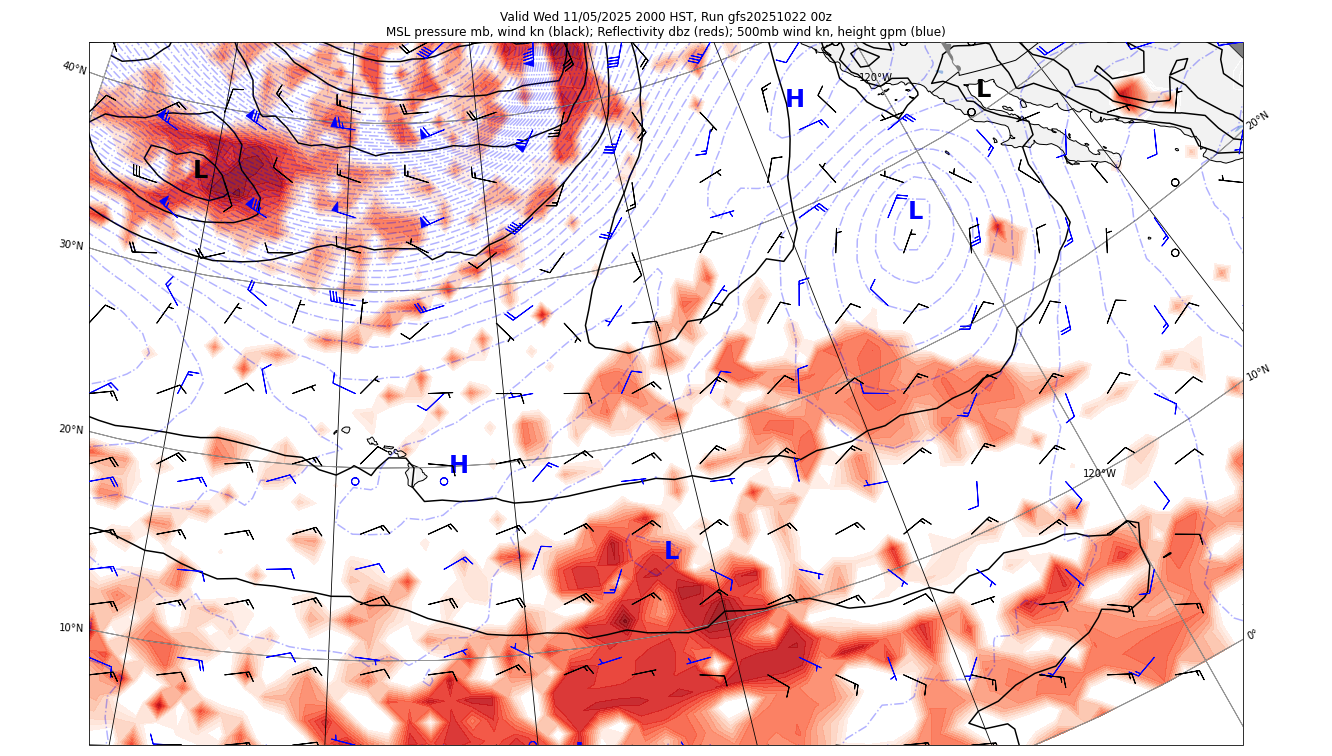 Valid Wed 11/05/2025 2000 HST, Run gfs20251022 00z
MSL pressure mb, wind kn (black); Reflectivity dbz (reds); 500mb wind kn, height gpm (blue)
40°N
120°W
L
H
20°N
L
L
30°N
10°N
20°N
H
120°W
L
10°N
0°